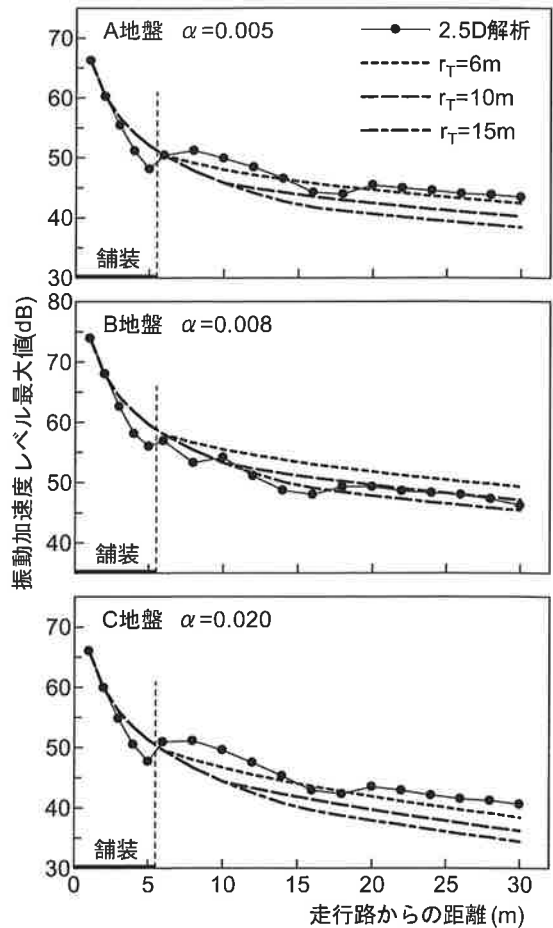 A地盤 α=0.005
2.5D解析
r_T=6m
r_T=10m
r_T=15m
70
60
50
40
30
舗装
B地盤 α=0.008
80
70
60
50
40
舗装
C地盤 α=0.020
70
60
50
40
30
舗装
振動加速度レベル最大値(dB)
0 5 10 15 20 25 30
走行路からの距離(m)